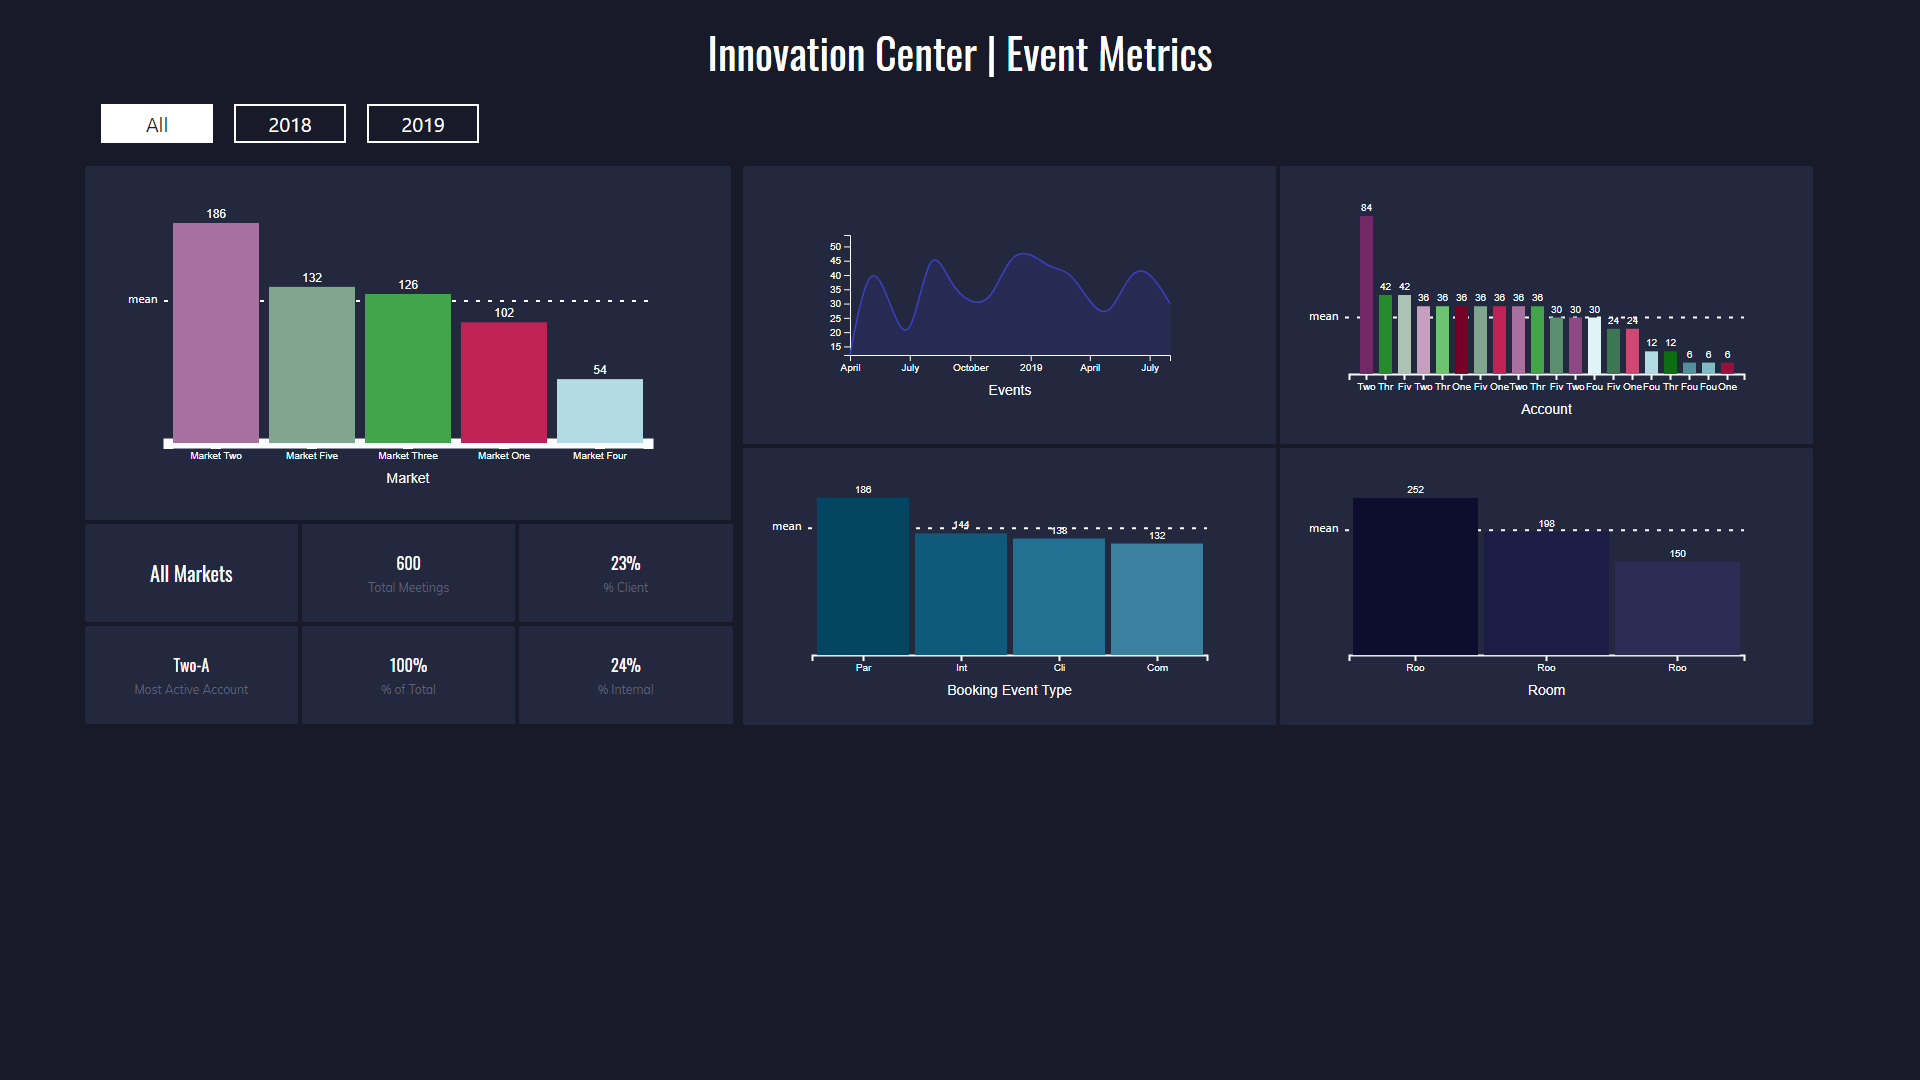 Innovation Center | Event Metrics
All
2018
2019
186
132
126
102
54
mean
Market Two
Market Five
Market Three
Market One
Market Four
Market
50
45
40
35
30
25
20
15
April
July
October
2019
April
July
Events
84
42
42
36
36
36
36
36
36
36
30
30
30
24
24
12
12
6
6
6
mean
Two
Thr
Fiv
Two
Thr
One
Fiv
One
Two
Thr
Fiv
Two
Fou
Fiv
One
Fou
Thr
Fou
Fou
One
Account
All Markets
600
Total Meetings
23%
% Client
Two-A
Most Active Account
100%
% of Total
24%
% Internal
186
144
138
132
mean
Par
Int
Cli
Com
Booking Event Type
252
198
150
mean
Roo
Roo
Roo
Room